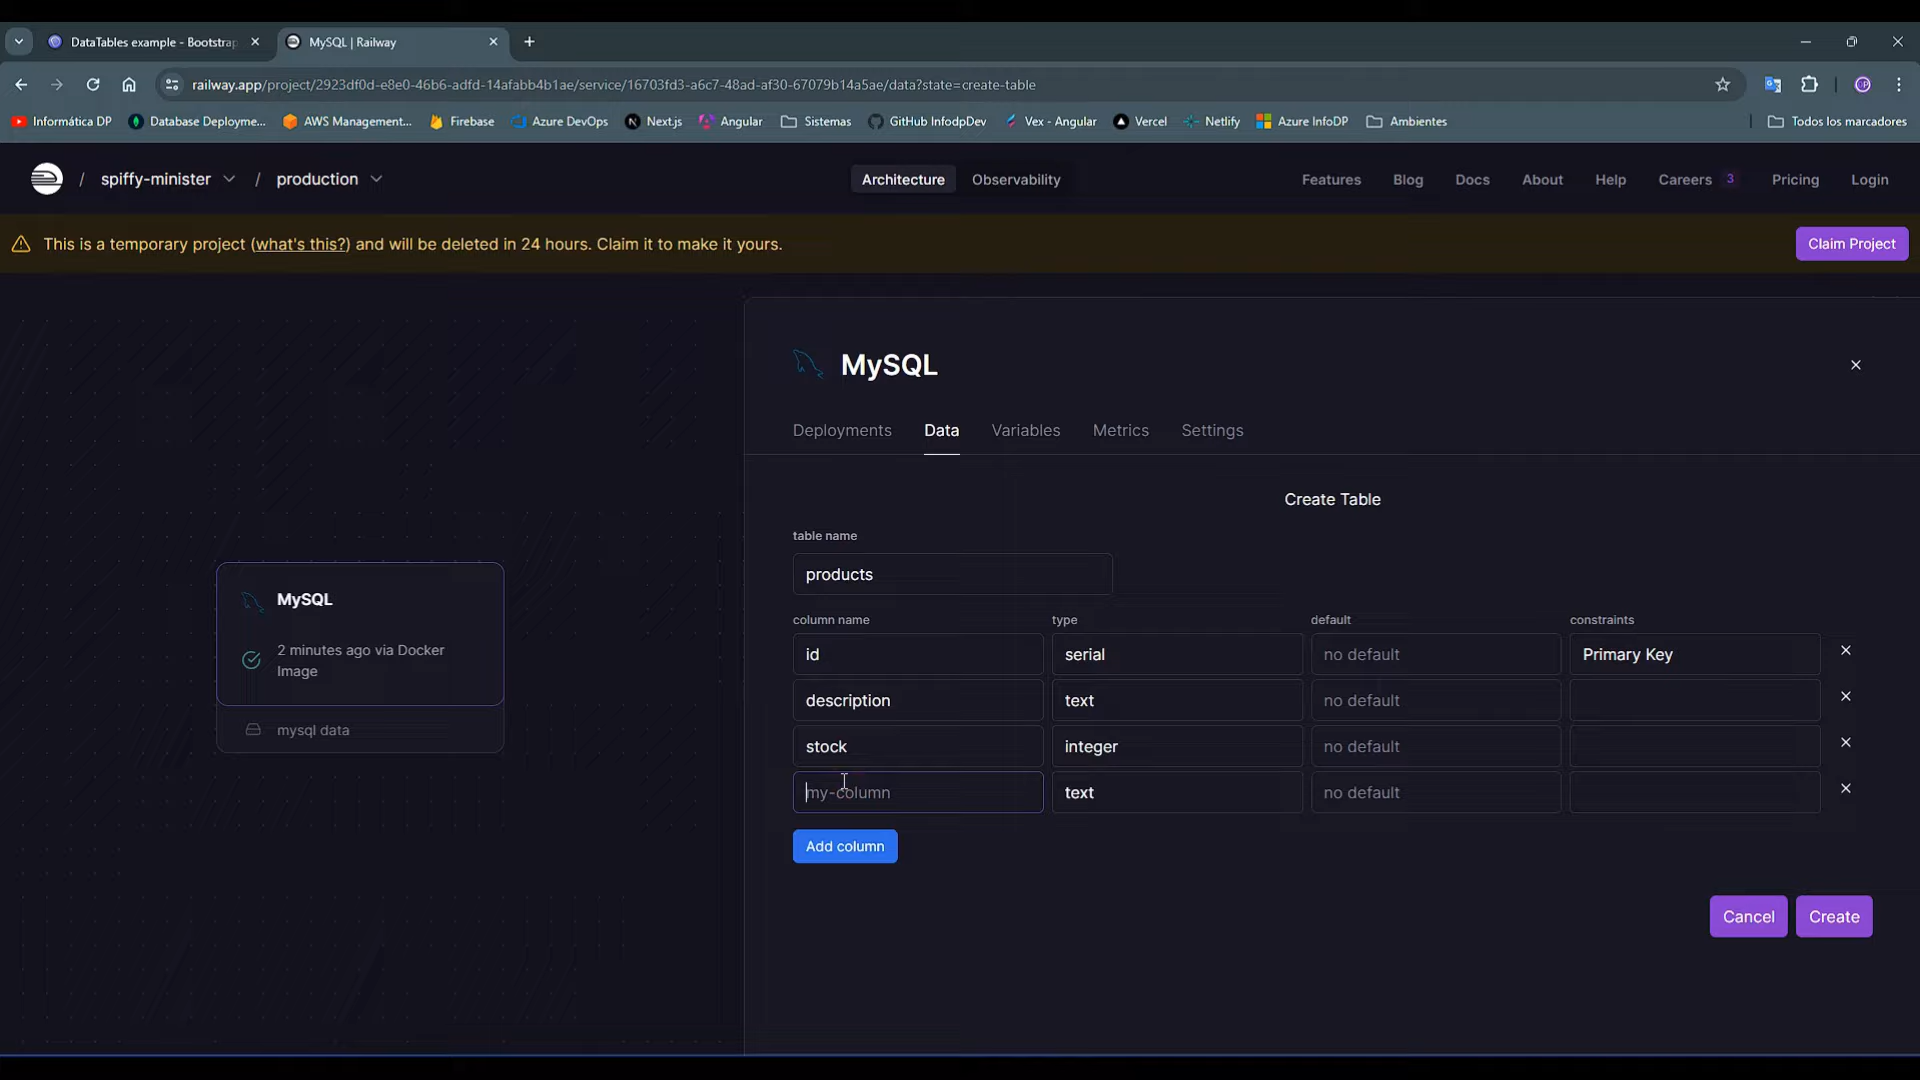 DataTables example - Bootstrap
MySQL | Railway
railway.app/project/2923df0d-e8e0-46b6-adfd-14afabb4b1ae/service/16703fd3-a6c7-48ad-af30-67079b14a5ae/data?state=create-table
Informática DP
Database Deployme...
AWS Management...
Firebase
Azure DevOps
Next.js
Angular
Sistemas
GitHub InfodpDev
Vex - Angular
Vercel
Netlify
Azure InfoDP
Ambientes
Todos los marcadores
/ spiffy-minister / production
Architecture
Observability
Features
Blog
Docs
About
Help
Careers 3
Pricing
Login
This is a temporary project (what's this?) and will be deleted in 24 hours. Claim it to make it yours.
Claim Project
MySQL
2 minutes ago via Docker
Image
mysql data
MySQL
Deployments
Data
Variables
Metrics
Settings
Create Table
table name
products
column name type default constraints
id serial no default Primary Key
description text no default
stock integer no default
my-column text no default
Add column
Cancel
Create